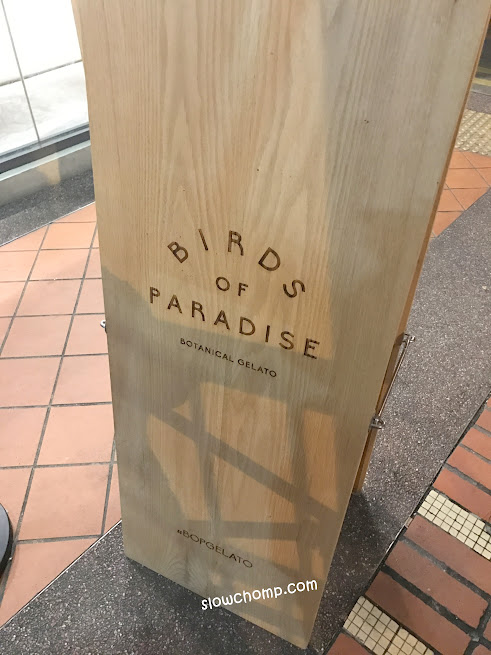 BIRDS
OF
PARADISE
BOTANICAL GELATO
@BOPGELATO
slowchomp.com